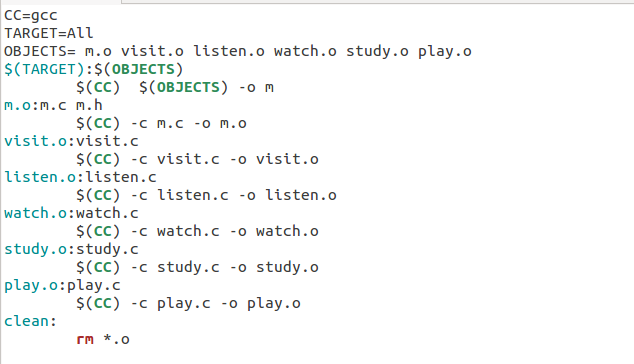 CC=gcc
TARGET=All
OBJECTS= m.o visit.o listen.o watch.o study.o play.o
$(TARGET):$(OBJECTS)
        $(CC)  $(OBJECTS) -o m
m.o:m.c m.h
        $(CC) -c m.c -o m.o
visit.o:visit.c
        $(CC) -c visit.c -o visit.o
listen.o:listen.c
        $(CC) -c listen.c -o listen.o
watch.o:watch.c
        $(CC) -c watch.c -o watch.o
study.o:study.c
        $(CC) -c study.c -o study.o
play.o:play.c
        $(CC) -c play.c -o play.o
clean:
        rm *.o